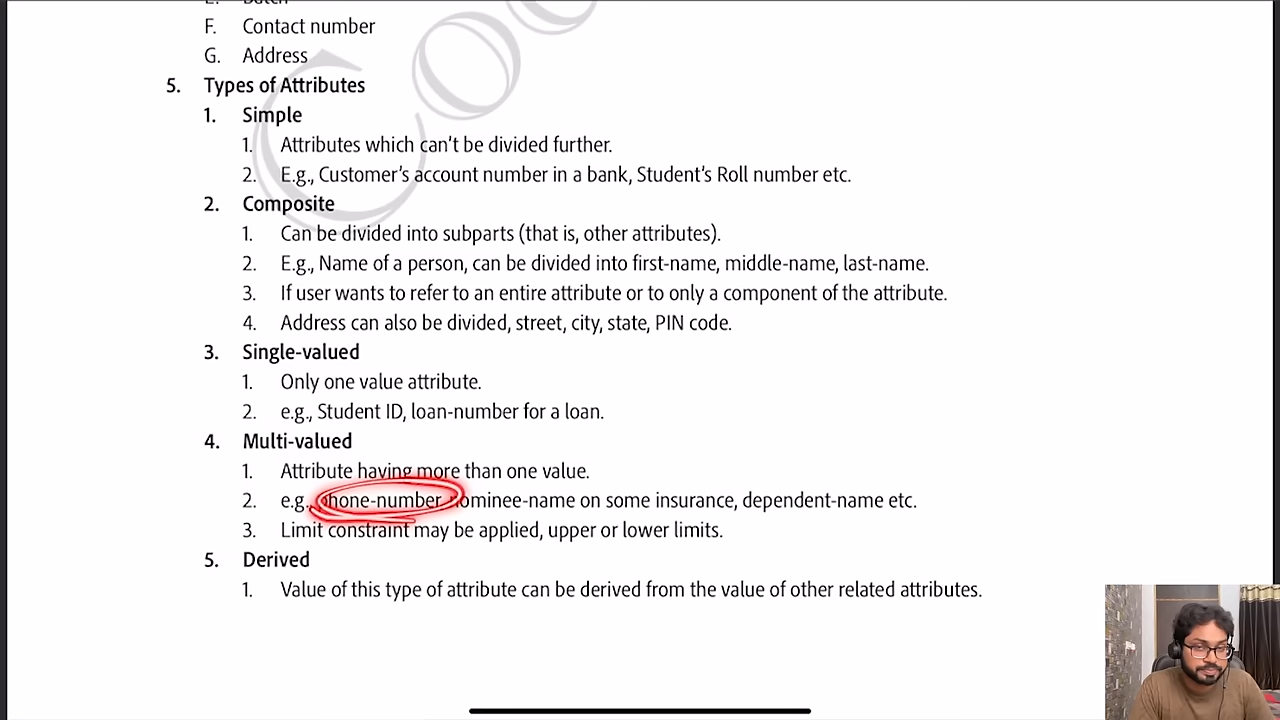 F. Contact number
G. Address
5. Types of Attributes
1. Simple
1. Attributes which can't be divided further.
2. E.g., Customer's account number in a bank, Student's Roll number etc.
2. Composite
1. Can be divided into subparts (that is, other attributes).
2. E.g., Name of a person, can be divided into first-name, middle-name, last-name.
3. If user wants to refer to an entire attribute or to only a component of the attribute.
4. Address can also be divided, street, city, state, PIN code.
3. Single-valued
1. Only one value attribute.
2. e.g., Student ID, loan-number for a loan.
4. Multi-valued
1. Attribute having more than one value.
2. e.g., phone-number, nominee-name on some insurance, dependent-name etc.
3. Limit constraint may be applied, upper or lower limits.
5. Derived
1. Value of this type of attribute can be derived from the value of other related attributes.